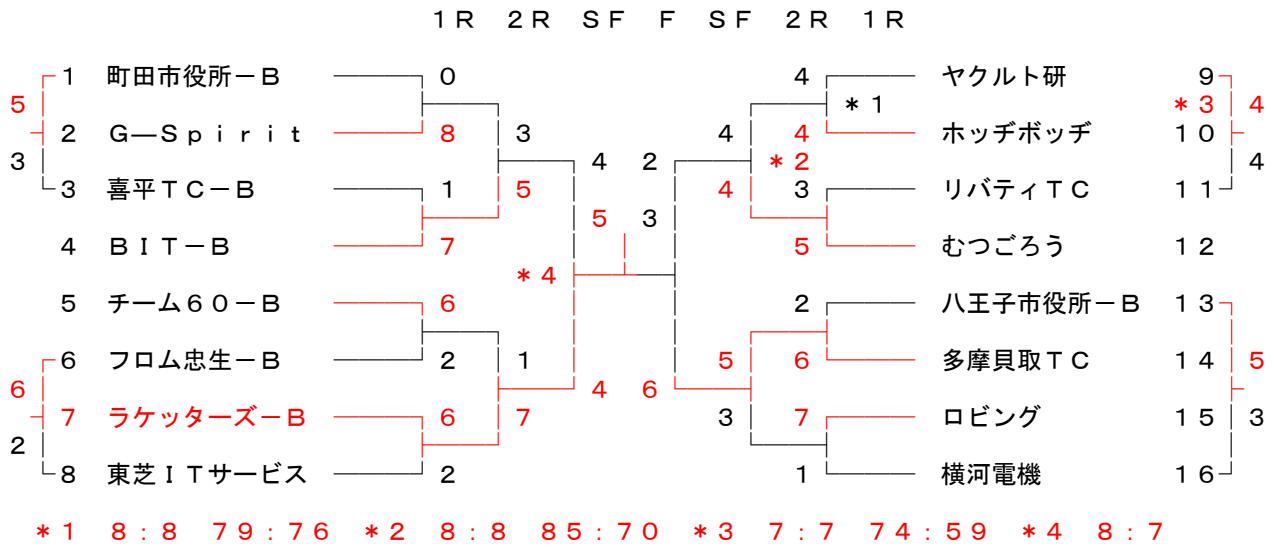 １Ｒ ２Ｒ ＳＦ Ｆ ＳＦ ２Ｒ １Ｒ
１ 町田市役所－Ｂ ０ ４ ヤクルト研 ９
５ ＊１ ＊３ ４
２ Ｇ―Ｓｐｉｒｉｔ ８ ３ ４ ４ ホッヂボッヂ １０
３ ４ ２ ＊２ ４
３ 喜平ＴＣ－Ｂ １ ５ ４ ３ リバティＴＣ １１
５ ３
４ ＢＩＴ－Ｂ ７ ５ むつごろう １２
＊４
５ チーム６０－Ｂ ６ ２ 八王子市役所－Ｂ １３
６ フロム忠生－Ｂ ２ １ ５ ６ 多摩貝取ＴＣ １４ ５
６ ４ ６
７ ラケッターズ－Ｂ ６ ７ ３ ７ ロビング １５ ３
２
８ 東芝ＩＴサービス ２ １ 横河電機 １６
＊１ ８：８ ７９：７６ ＊２ ８：８ ８５：７０ ＊３ ７：７ ７４：５９ ＊４ ８：７